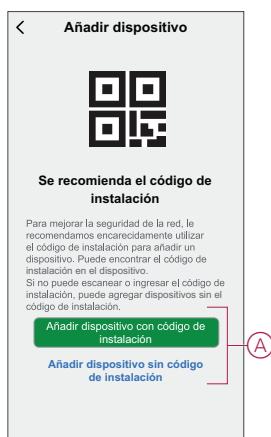 Añadir dispositivo
Se recomienda el código de
instalación
Para mejorar la seguridad de la red, le
recomendamos encarecidamente utilizar
el código de instalación para añadir un
dispositivo. Puede encontrar el código de
instalación en el dispositivo.
Si no puede escanear o ingresar el código de
instalación, puede agregar dispositivos sin el
código de instalación.
Añadir dispositivo con código de
instalación
A
Añadir dispositivo sin código
de instalación